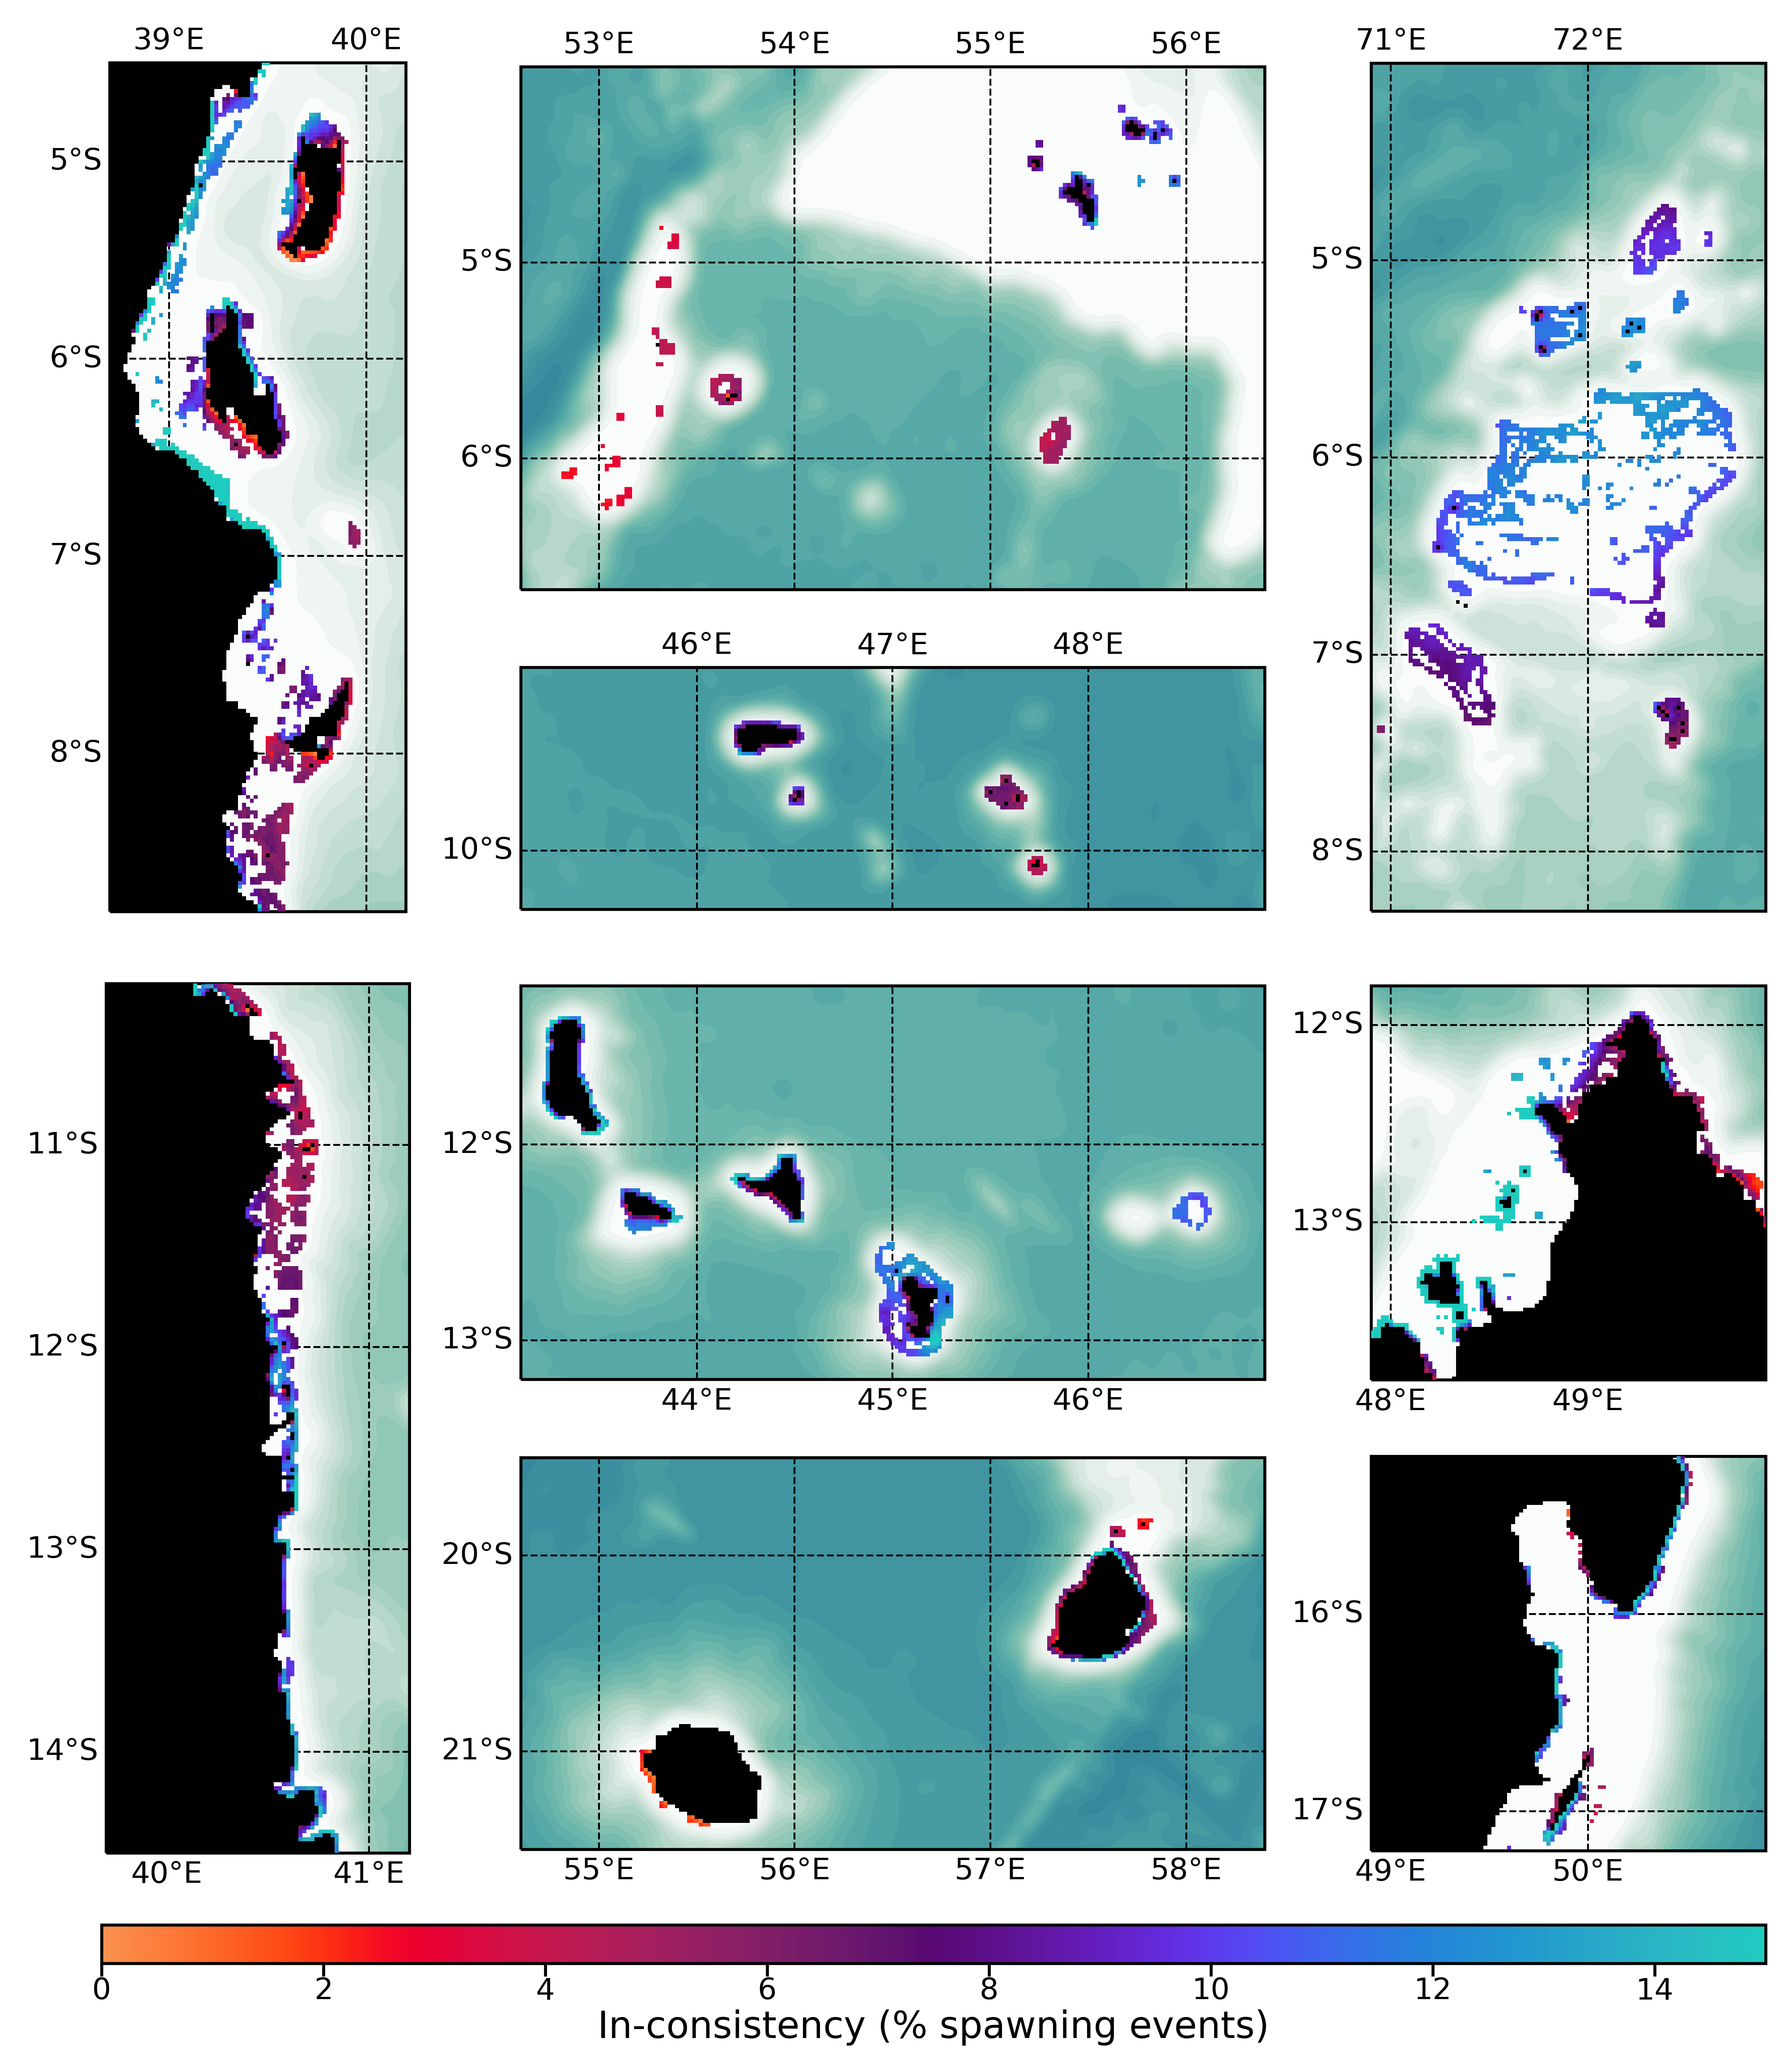 39°E 40°E 53°E 54°E 55°E 56°E 71°E 72°E
5°S
6°S
7°S
8°S
5°S
6°S
5°S
6°S
7°S
8°S
46°E 47°E 48°E
10°S
11°S
12°S
13°S
14°S
40°E 41°E
12°S
13°S
44°E 45°E 46°E
12°S
13°S
48°E 49°E
20°S
21°S
55°E 56°E 57°E 58°E
16°S
17°S
49°E 50°E
0 2 4 6 8 10 12 14
In-consistency (% spawning events)